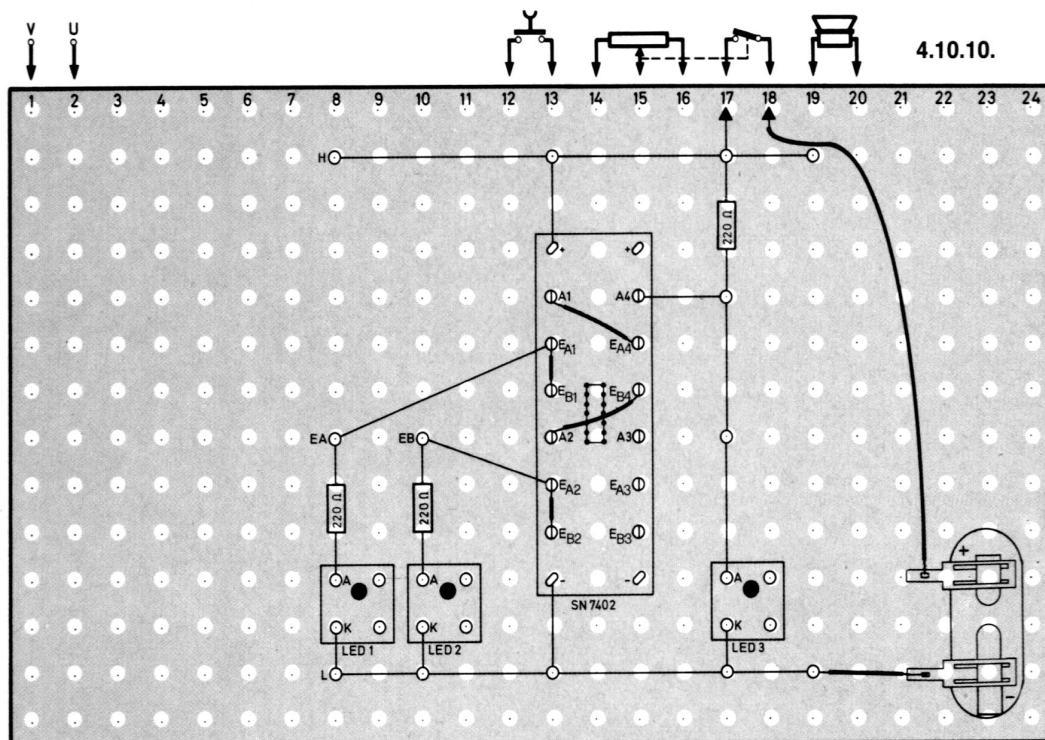 V U
4.10.10.
1 2 3 4 5 6 7 8 9 10 11 12 13 14 15 16 17 18 19 20 21 22 23 24
H
220 Ω
+ +
A1 A4
EA1 EA4
EB1 EB4
EA EB A2 A3
220 Ω 220 Ω
EA2 EA3
EB2 EB3
+
A A - - A
SN 7402
K K K
LED 1 LED 2 LED 3
L
-